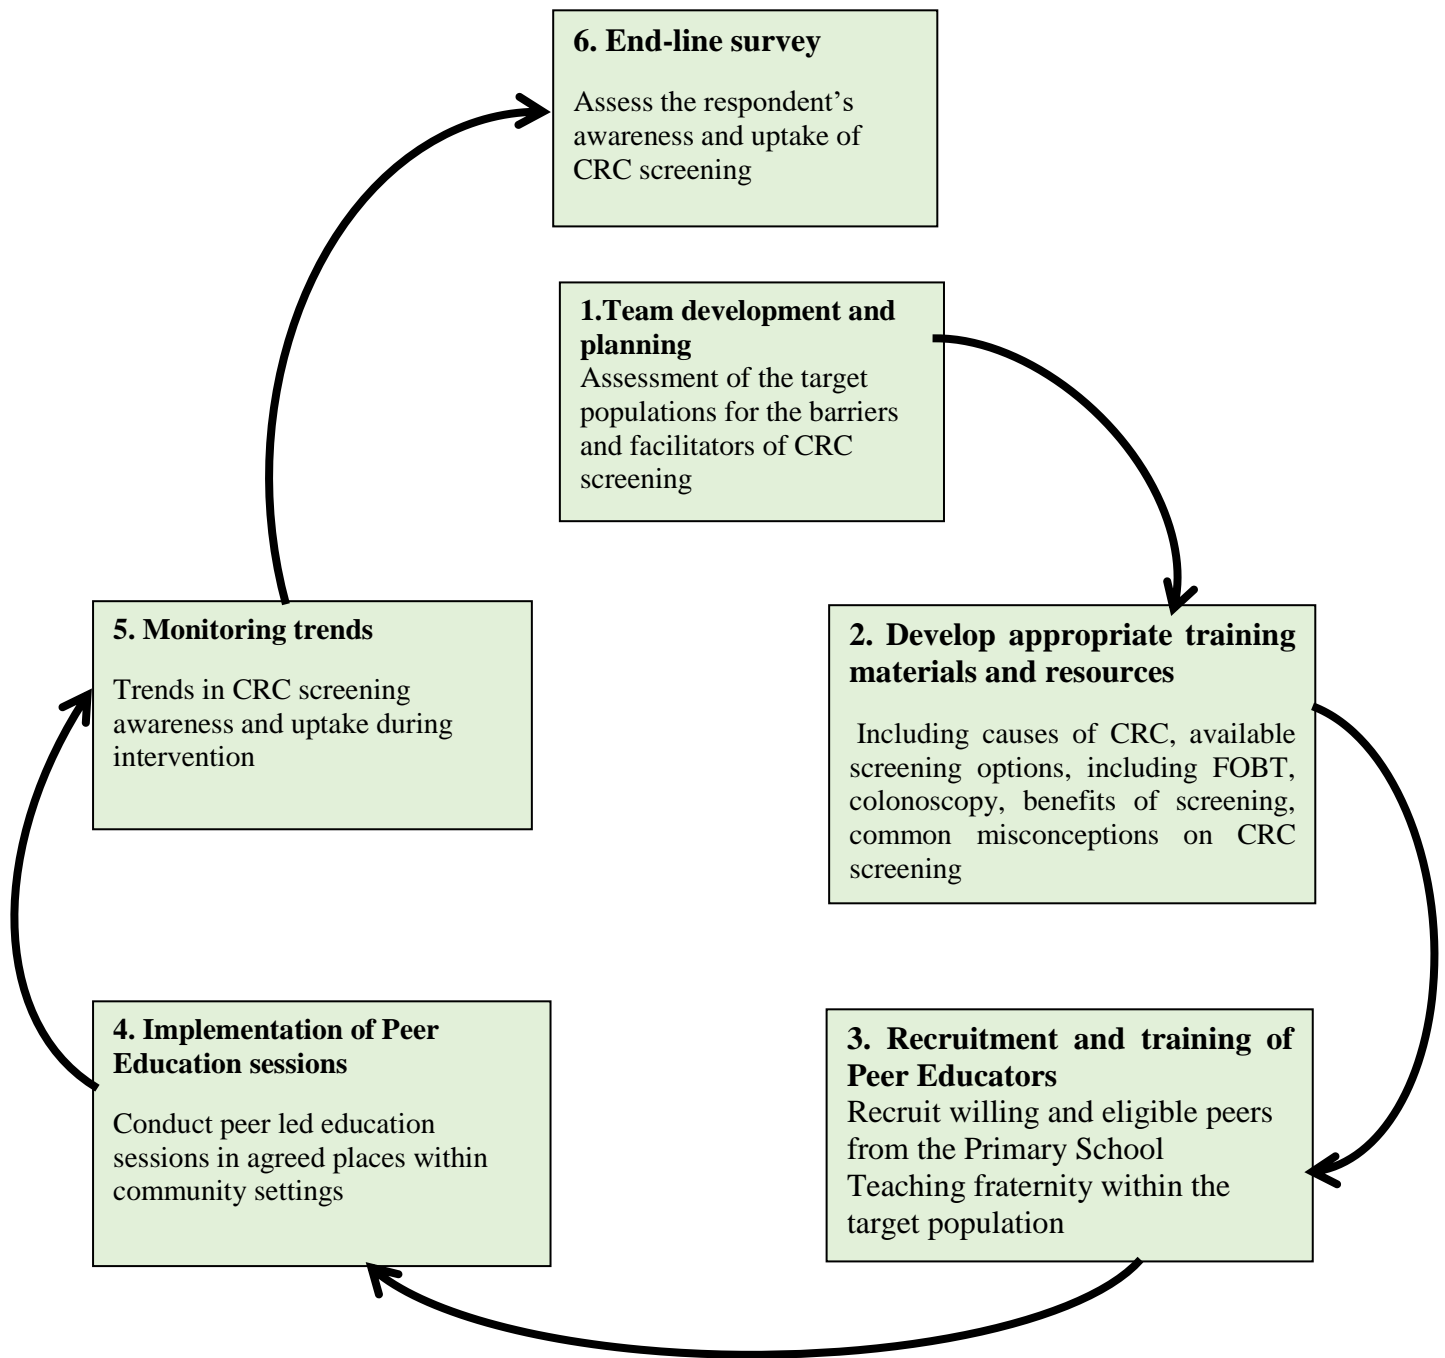 6. End-line survey
Assess the respondent’s
awareness and uptake of
CRC screening
1.Team development and
planning
Assessment of the target
populations for the barriers
and facilitators of CRC
screening
2. Develop appropriate training
materials and resources
Including causes of CRC, available
screening options, including FOBT,
colonoscopy, benefits of screening,
common misconceptions on CRC
screening
3. Recruitment and training of
Peer Educators
Recruit willing and eligible peers
from the Primary School
Teaching fraternity within the
target population
4. Implementation of Peer
Education sessions
Conduct peer led education
sessions in agreed places within
community settings
5. Monitoring trends
Trends in CRC screening
awareness and uptake during
intervention